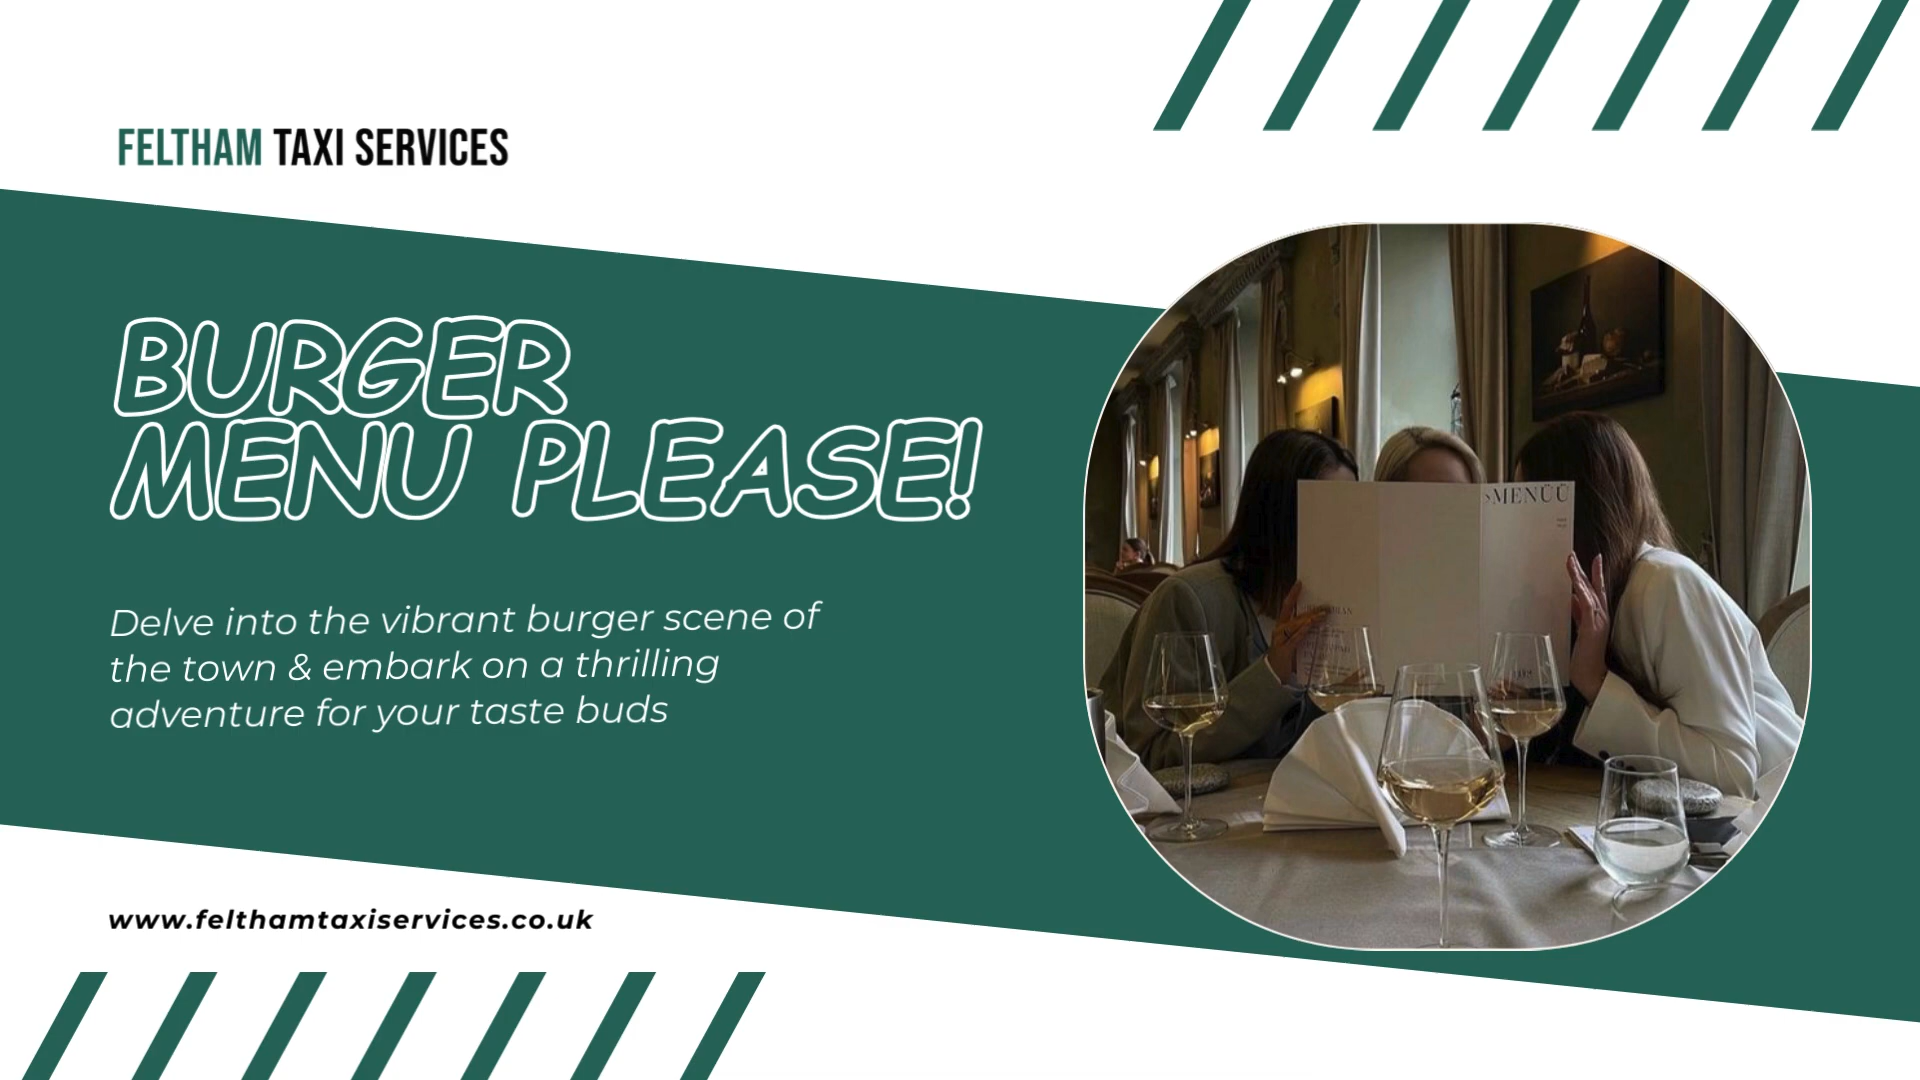 FELTHAM TAXI SERVICES
BURGER
MENU PLEASE!
Delve into the vibrant burger scene of
the town & embark on a thrilling
adventure for your taste buds
MENÜÜ
www.felthamtaxiservices.co.uk